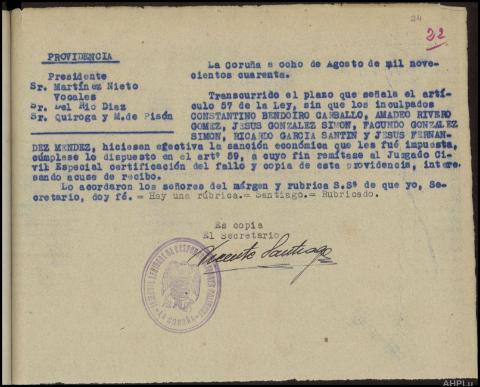 24
22
PROVIDENCIA
Presidente
Sr. Martínez Nieto
Vocales
Sr. Del Rio Diaz
Sr. Quiroga y M. de Pisón
La Coruña a ocho de Agosto de mil nove-
cientos cuarenta.
Transcurrido el plazo que señala el artí-
culo 57 de la Ley, sin que los inculpados
CONSTANTINO BENDOIRO CARBALLO, AMADEO RIVERO
GOMEZ, JESUS GONZALEZ SIMON, FACUNDO GONZALEZ
SIMON, RICARDO GARCIA SANTIN Y JESUS FERNAN-
DEZ MENDEZ, hiciesen efectiva la sanción económica que les fué impuesta,
cúmplase lo dispuesto en el artº 59, a cuyo fin remítase al Juzgado Ci-
vil Especial certificación del fallo y copia de esta providencia, inter-
esando acuse de recibo.
Lo acordaron los señores del márgen y rubrica S.Sª de que yo, Se-
cretario, doy fé. = Hay una rúbrica.= Santiago.= Rubricado.
Es copia
El Secretario
Vicente Santiago
LA CORUÑA
AHPLu